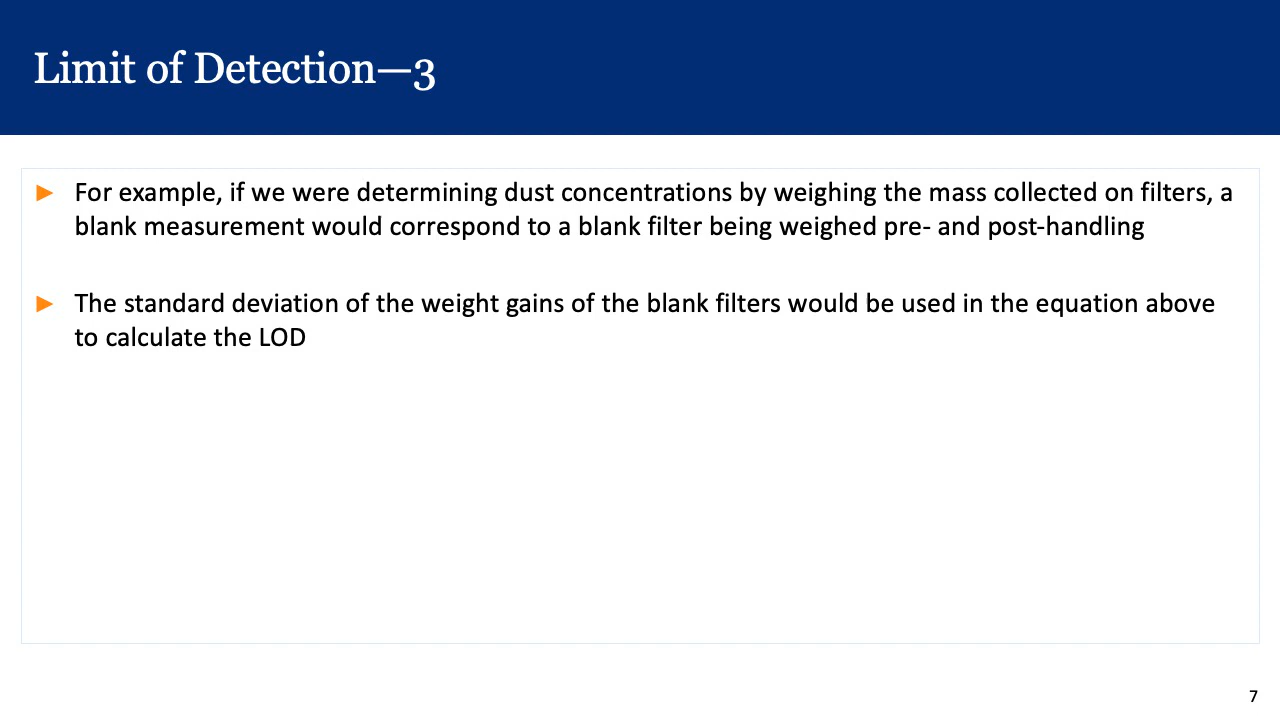 Limit of Detection—3
► For example, if we were determining dust concentrations by weighing the mass collected on filters, a
blank measurement would correspond to a blank filter being weighed pre- and post-handling
► The standard deviation of the weight gains of the blank filters would be used in the equation above
to calculate the LOD
7